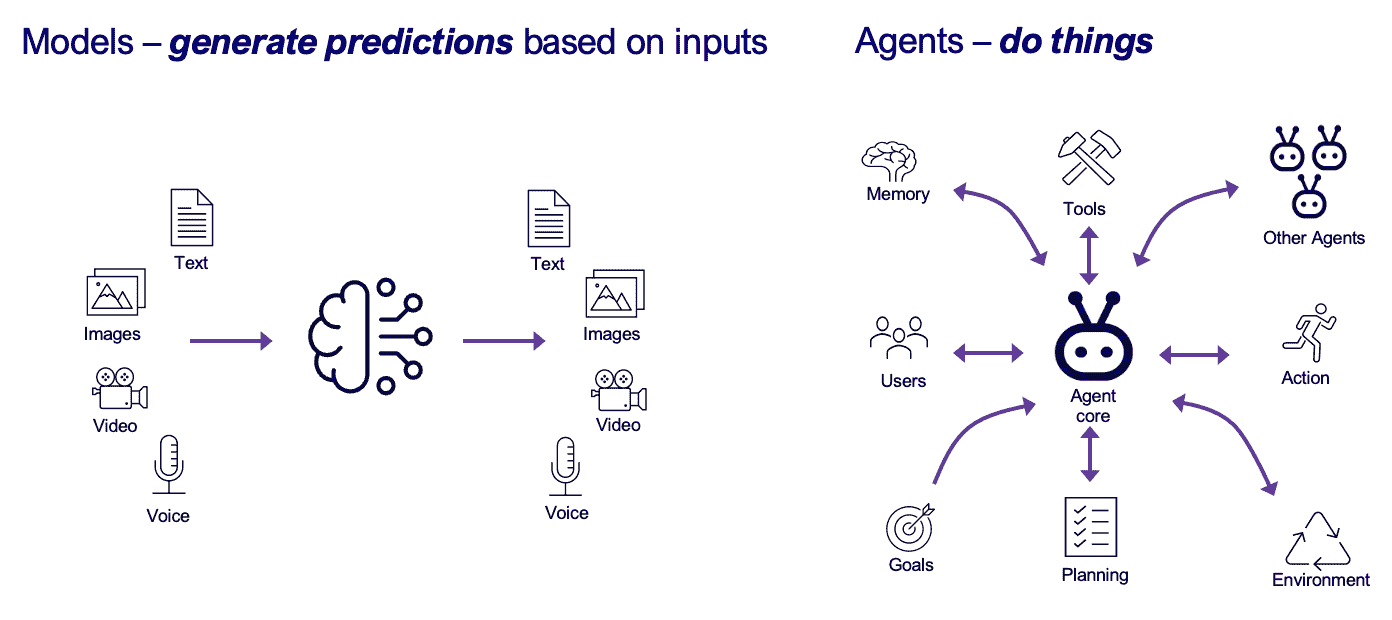 Models – generate predictions based on inputs
Text
Images
Video
Voice
Text
Images
Video
Voice
Agents – do things
Memory
Tools
Other Agents
Users
Agent
core
Action
Goals
Planning
Environment